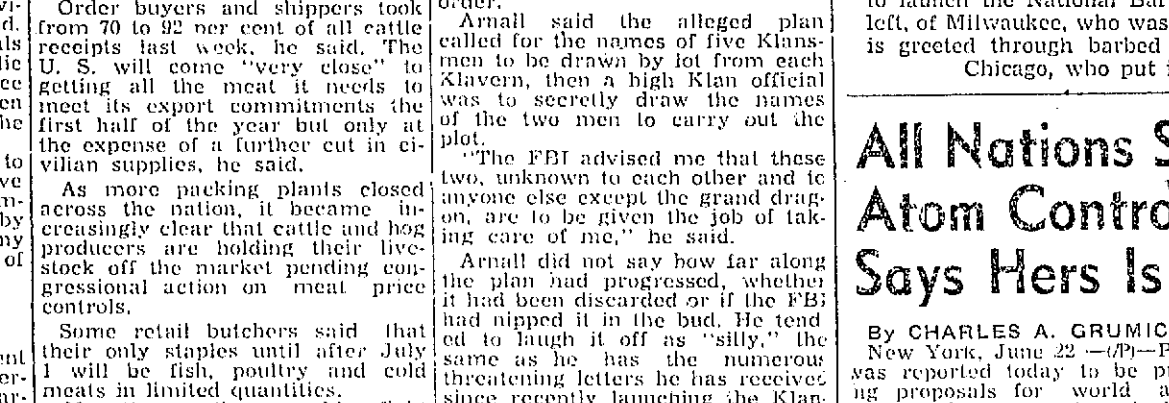 Order buyers and shippers took
from 70 to 92 per cent of all cattle
receipts last week, he said. The
U. S. will come "very close" to
getting all the meat it needs to
meet its export commitments the
first half of the year but only at
the expense of a further cut in ci-
vilian supplies, he said.
As more packing plants closed
across the nation, it became in-
creasingly clear that cattle and hog
producers are holding their live-
stock off the market pending con-
gressional action on meat price
controls.
Some retail butchers said that
their only staples until after July
1 will be fish, poultry and cold
meats in limited quantities.
order.
Arnall said the alleged plan
called for the names of five Klans-
men to be drawn by lot from each
Klavern, then a high Klan official
was to secretly draw the names
of the two men to carry out the
plot.
"The FBI advised me that these
two, unknown to each other and to
anyone else except the grand drag-
on, are to be given the job of tak-
ing care of me," he said.
Arnall did not say how far along
the plan had progressed, whether
it had been discarded or if the FBI
had nipped it in the bud. He tend
ed to laugh it off as "silly," the
same as he has the numerous
threatening letters he has received
since recently launching the Klan-
to launch the National Bar
left, of Milwaukee, who was
is greeted through barbed
Chicago, who put i
All Nations S
Atom Contro
Says Hers Is
By CHARLES A. GRUMIC
New York, June 22 —(AP)—P
was reported today to be p
ng proposals for world a